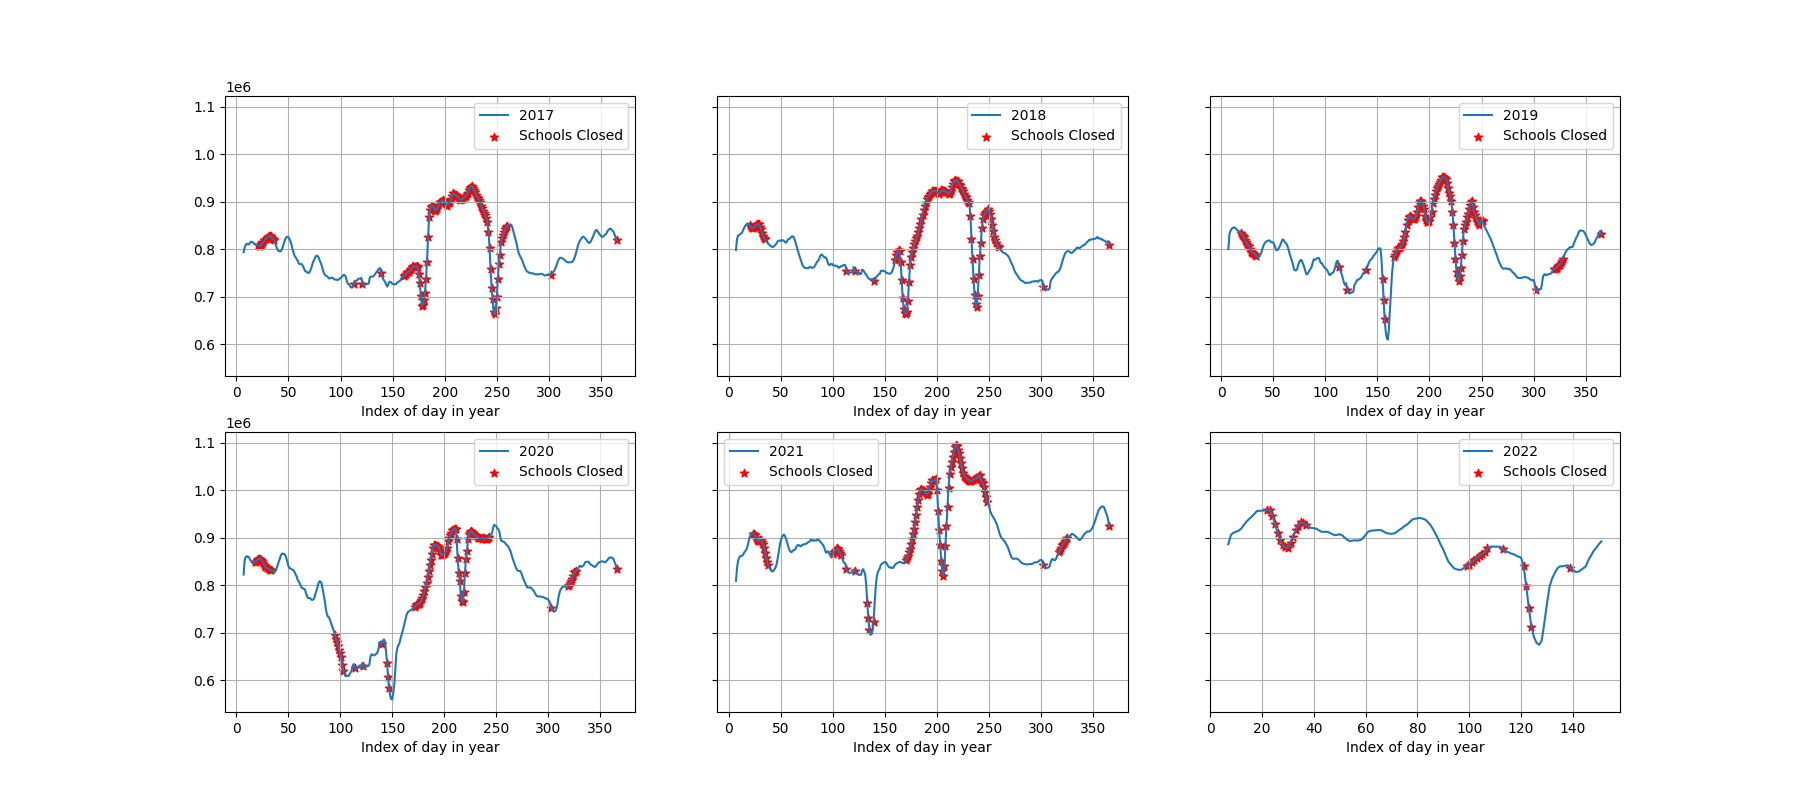 1e6
2017
Schools Closed
1.1
1.0
0.9
0.8
0.7
0.6
0 50 100 150 200 250 300 350
Index of day in year
2018
Schools Closed
0 50 100 150 200 250 300 350
Index of day in year
2019
Schools Closed
0 50 100 150 200 250 300 350
Index of day in year
1e6
2020
Schools Closed
1.1
1.0
0.9
0.8
0.7
0.6
0 50 100 150 200 250 300 350
Index of day in year
2021
Schools Closed
0 50 100 150 200 250 300 350
Index of day in year
2022
Schools Closed
0 20 40 60 80 100 120 140
Index of day in year